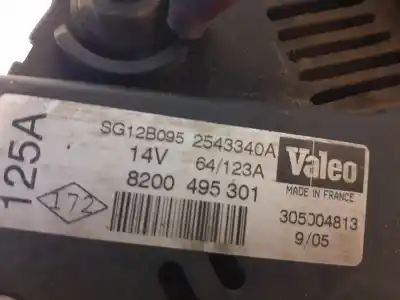 125A
SG12B095 2543340A
14V 64/123A
8200 495 301
172
Valeo
MADE IN FRANCE
305004813
9/05